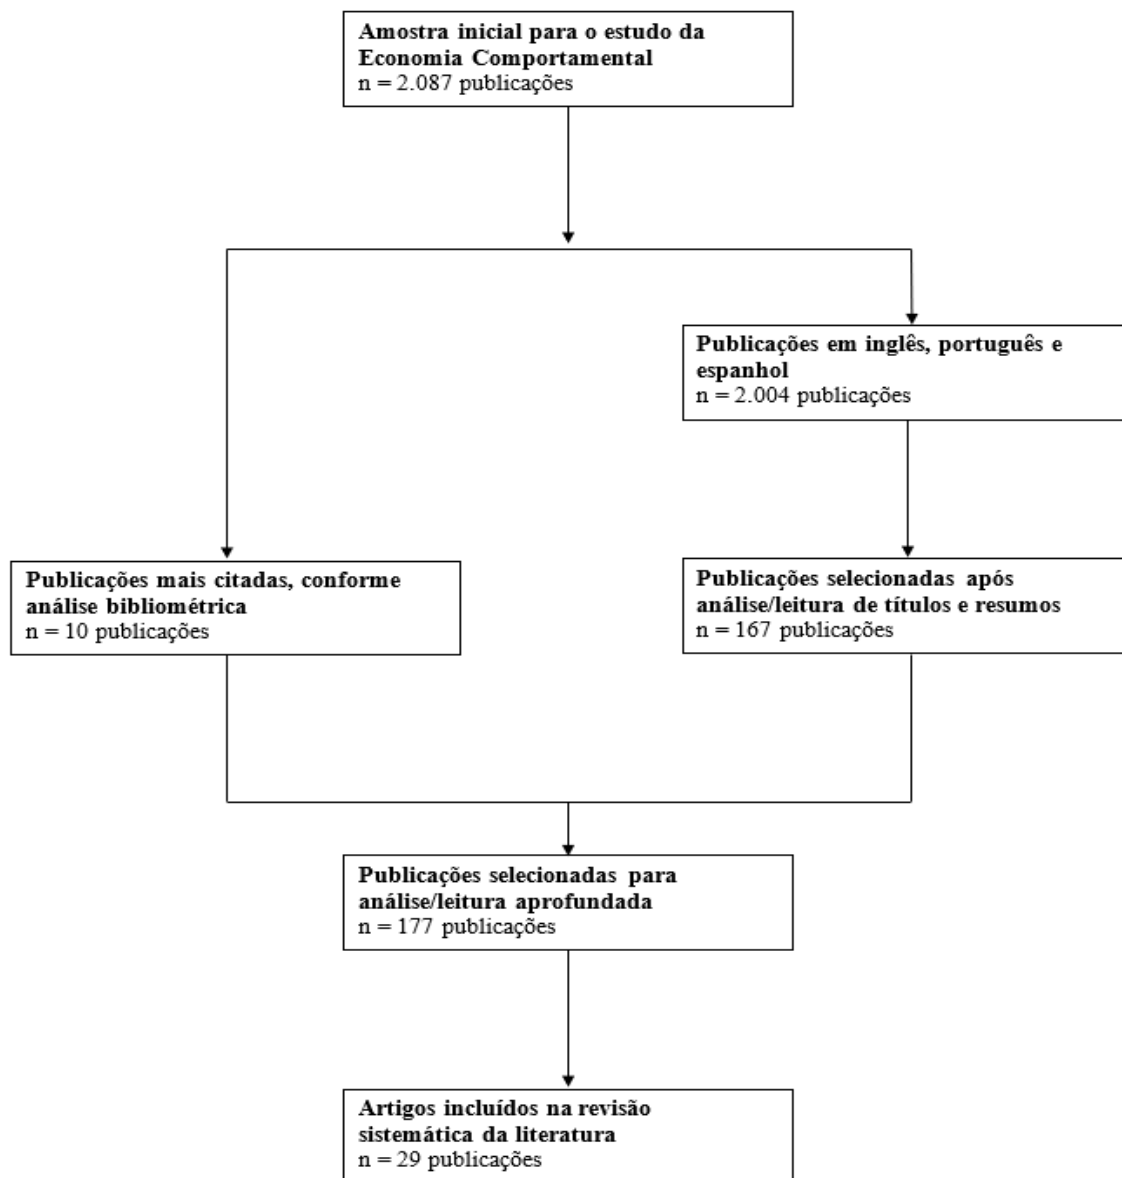 Amostra inicial para o estudo da
Economia Comportamental
n = 2.087 publicações
Publicações em inglês, português e
espanhol
n = 2.004 publicações
Publicações mais citadas, conforme
análise bibliométrica
n = 10 publicações
Publicações selecionadas após
análise/leitura de títulos e resumos
n = 167 publicações
Publicações selecionadas para
análise/leitura aprofundada
n = 177 publicações
Artigos incluídos na revisão
sistemática da literatura
n = 29 publicações